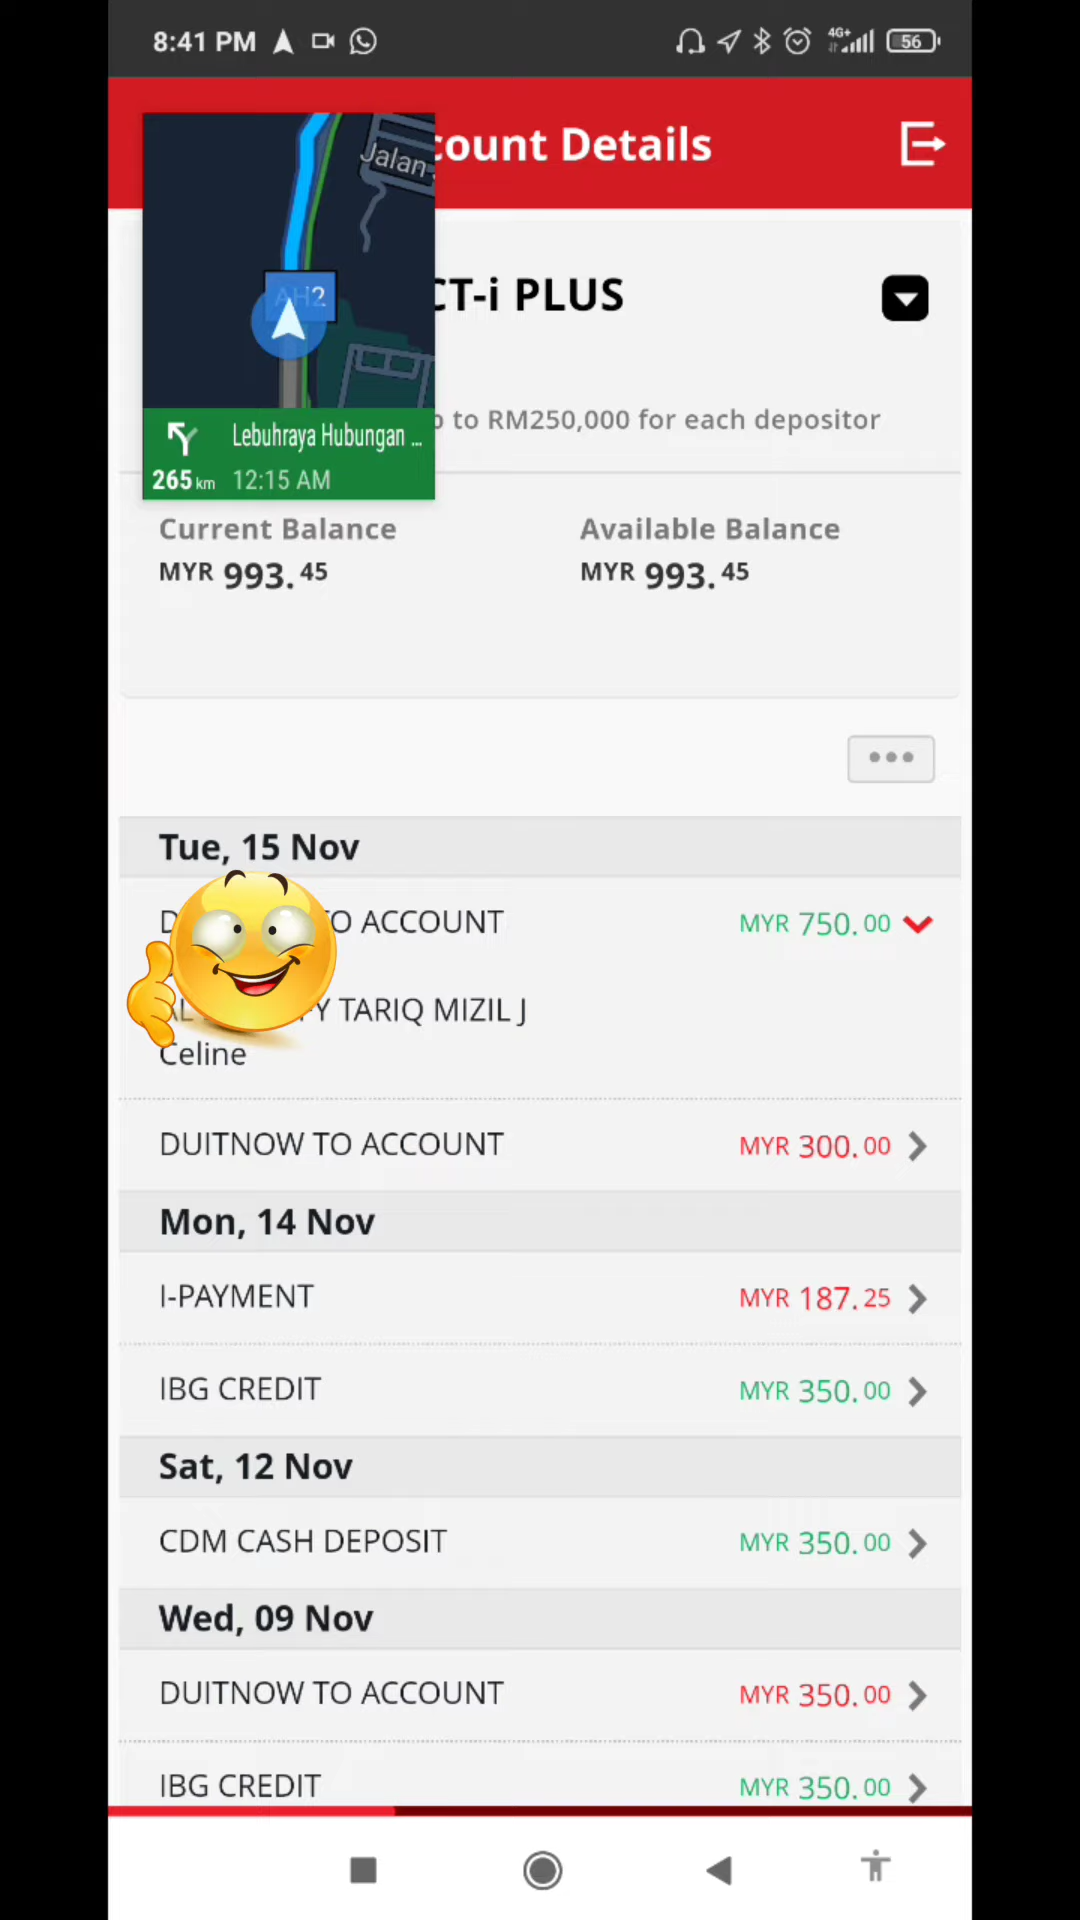 8:41 PM
4G+
56
count Details
Jalan
AH2
CT-i PLUS
to RM250,000 for each depositor
Lebuhraya Hubungan ...
265 km 12:15 AM
Current Balance
Available Balance
MYR 993.45
MYR 993.45
Tue, 15 Nov
TO ACCOUNT
MYR 750.00
TARIQ MIZIL J
Celine
DUITNOW TO ACCOUNT
MYR 300.00
Mon, 14 Nov
I-PAYMENT
MYR 187.25
IBG CREDIT
MYR 350.00
Sat, 12 Nov
CDM CASH DEPOSIT
MYR 350.00
Wed, 09 Nov
DUITNOW TO ACCOUNT
MYR 350.00
IBG CREDIT
MYR 350.00